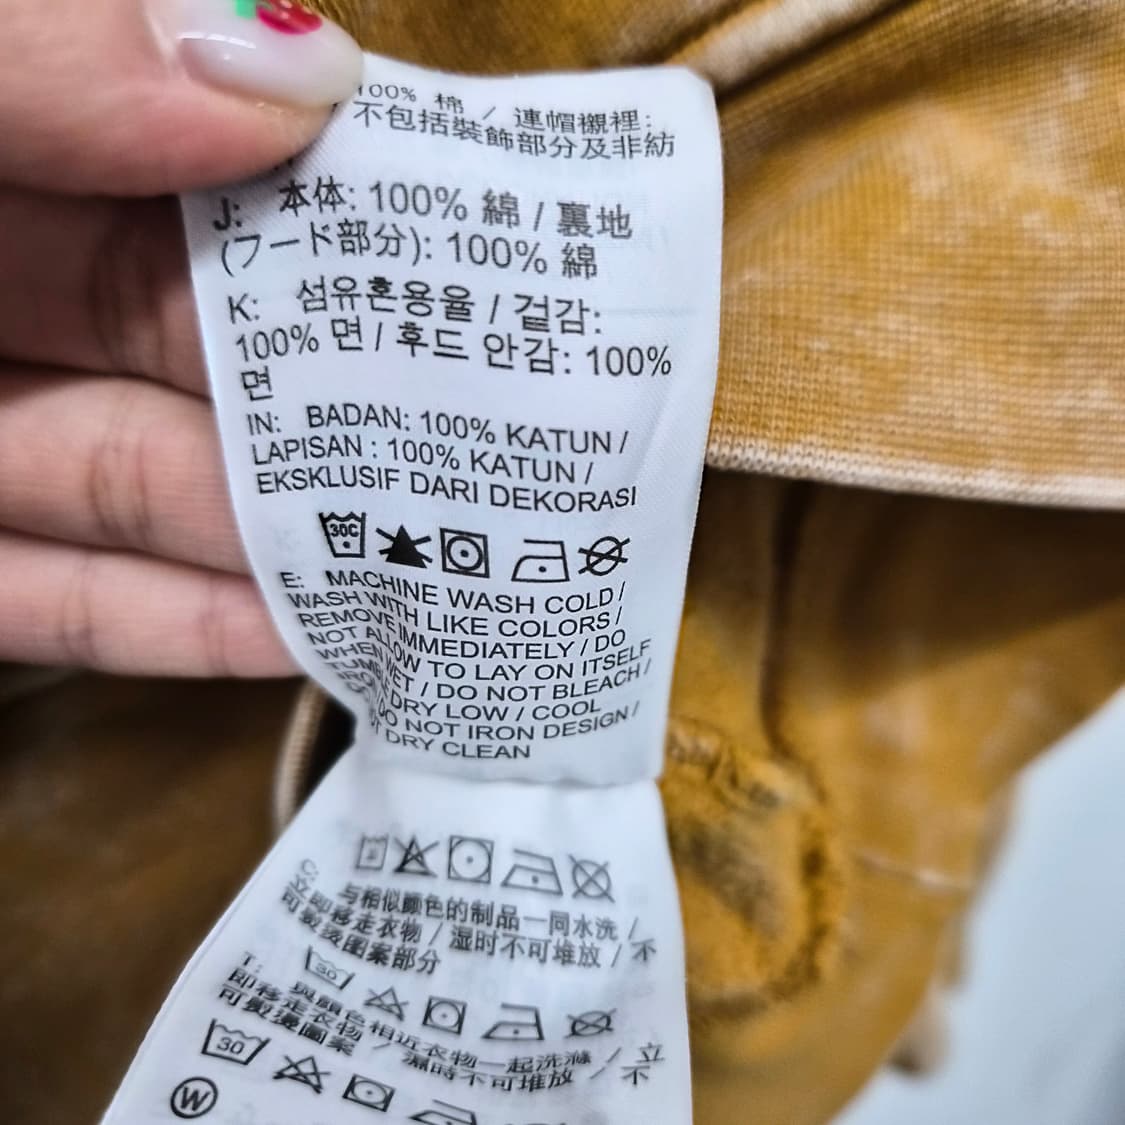 100% 棉 / 連帽襯裡:
不包括裝飾部分及非紡
J: 本体: 100% 綿 / 裏地
(フード部分): 100% 綿
K: 섬유혼용율 / 겉감:
100% 면 / 후드 안감: 100%
면
IN: BADAN: 100% KATUN /
LAPISAN : 100% KATUN /
EKSKLUSIF DARI DEKORASI
30C
E: MACHINE WASH COLD /
WASH WITH LIKE COLORS /
REMOVE IMMEDIATELY / DO
NOT ALLOW TO LAY ON ITSELF
WHEN WET / DO NOT BLEACH /
TUMBLE DRY LOW / COOL
IRON / DO NOT IRON DESIGN /
DRY CLEAN
C: 与相似颜色的制品一同水洗 /
即移走衣物 / 湿时不可堆放 / 不
可熨烫图案部分
30
T: 與顏色相近衣物一起洗滌 / 立
即移走衣物 / 濕時不可堆放 / 不
可熨燙圖案
30
W